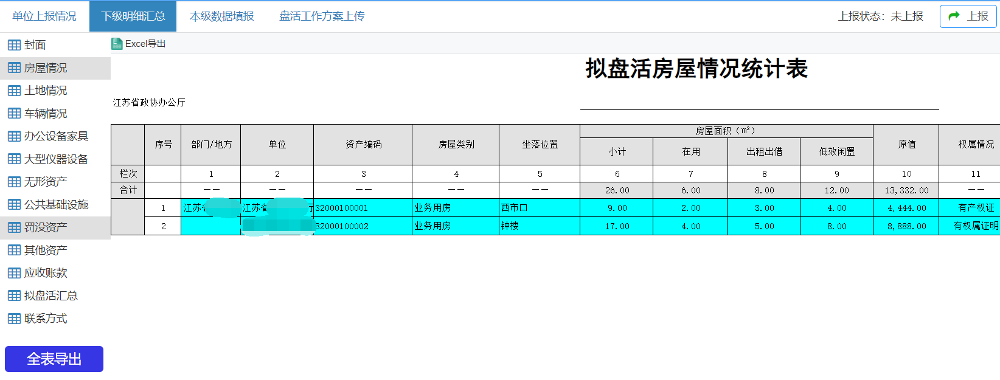 单位上报情况 下级明细汇总 本级数据填报 盘活工作方案上传 上报状态：未上报 上报
封面
房屋情况
土地情况
车辆情况
办公设备家具
大型仪器设备
无形资产
公共基础设施
罚没资产
其他资产
应收账款
拟盘活汇总
联系方式
全表导出
Excel导出
拟盘活房屋情况统计表
江苏省政协办公厅
序号 部门/地方 单位 资产编码 房屋类别 坐落位置 房屋面积（㎡） 原值 权属情况
小计 在用 出租出借 低效闲置
栏次 1 2 3 4 5 6 7 8 9 10 11
合计 —— —— —— —— —— 26.00 6.00 8.00 12.00 13,332.00 ——
1 江苏省 江苏省 厅 32000100001 业务用房 西市口 9.00 2.00 3.00 4.00 4,444.00 有产权证
2 32000100002 业务用房 钟楼 17.00 4.00 5.00 8.00 8,888.00 有权属证明